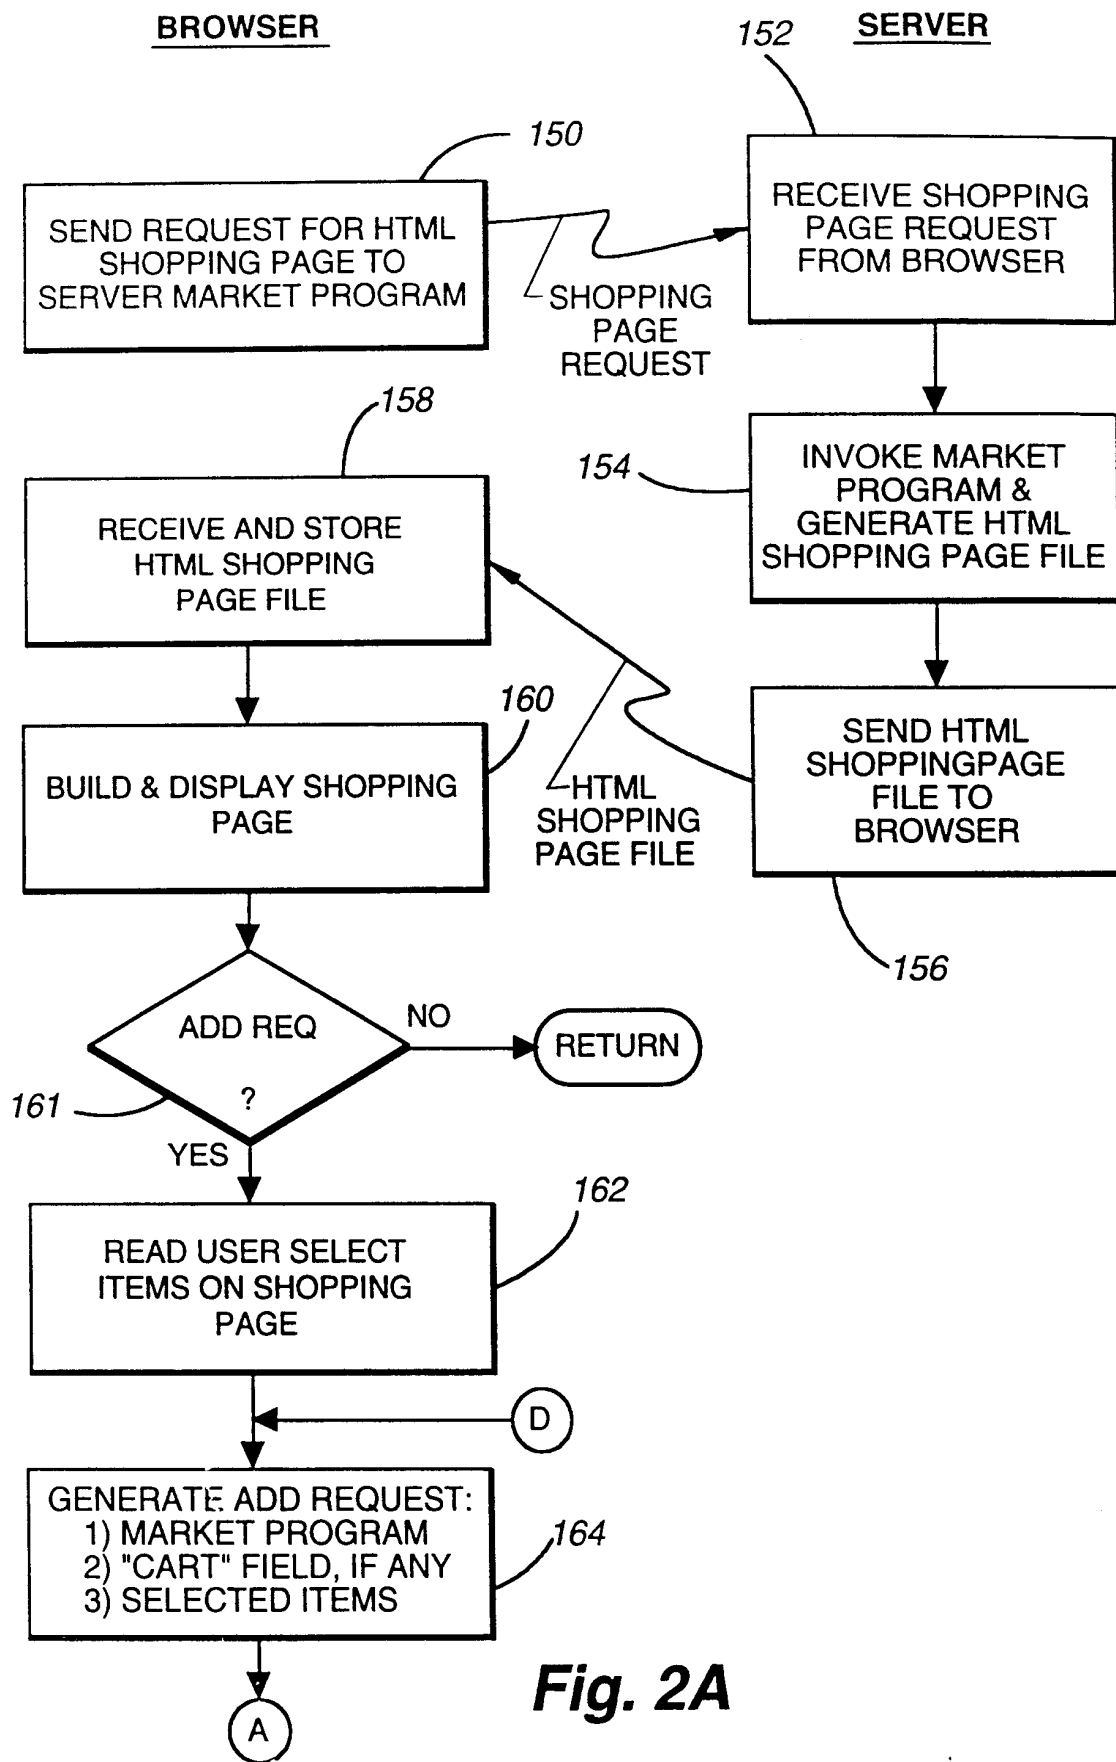 BROWSER
SERVER
152
150
SEND REQUEST FOR HTML
SHOPPING PAGE TO
SERVER MARKET PROGRAM
SHOPPING
PAGE
REQUEST
RECEIVE SHOPPING
PAGE REQUEST
FROM BROWSER
158
154
INVOKE MARKET
PROGRAM &
GENERATE HTML
SHOPPING PAGE FILE
RECEIVE AND STORE
HTML SHOPPING
PAGE FILE
160
BUILD & DISPLAY SHOPPING
PAGE
HTML
SHOPPING
PAGE FILE
SEND HTML
SHOPPINGPAGE
FILE TO
BROWSER
156
ADD REQ
?
NO
RETURN
161
YES
162
READ USER SELECT
ITEMS ON SHOPPING
PAGE
D
GENERATE ADD REQUEST:
1) MARKET PROGRAM
2) "CART" FIELD, IF ANY
3) SELECTED ITEMS
164
A
Fig. 2A